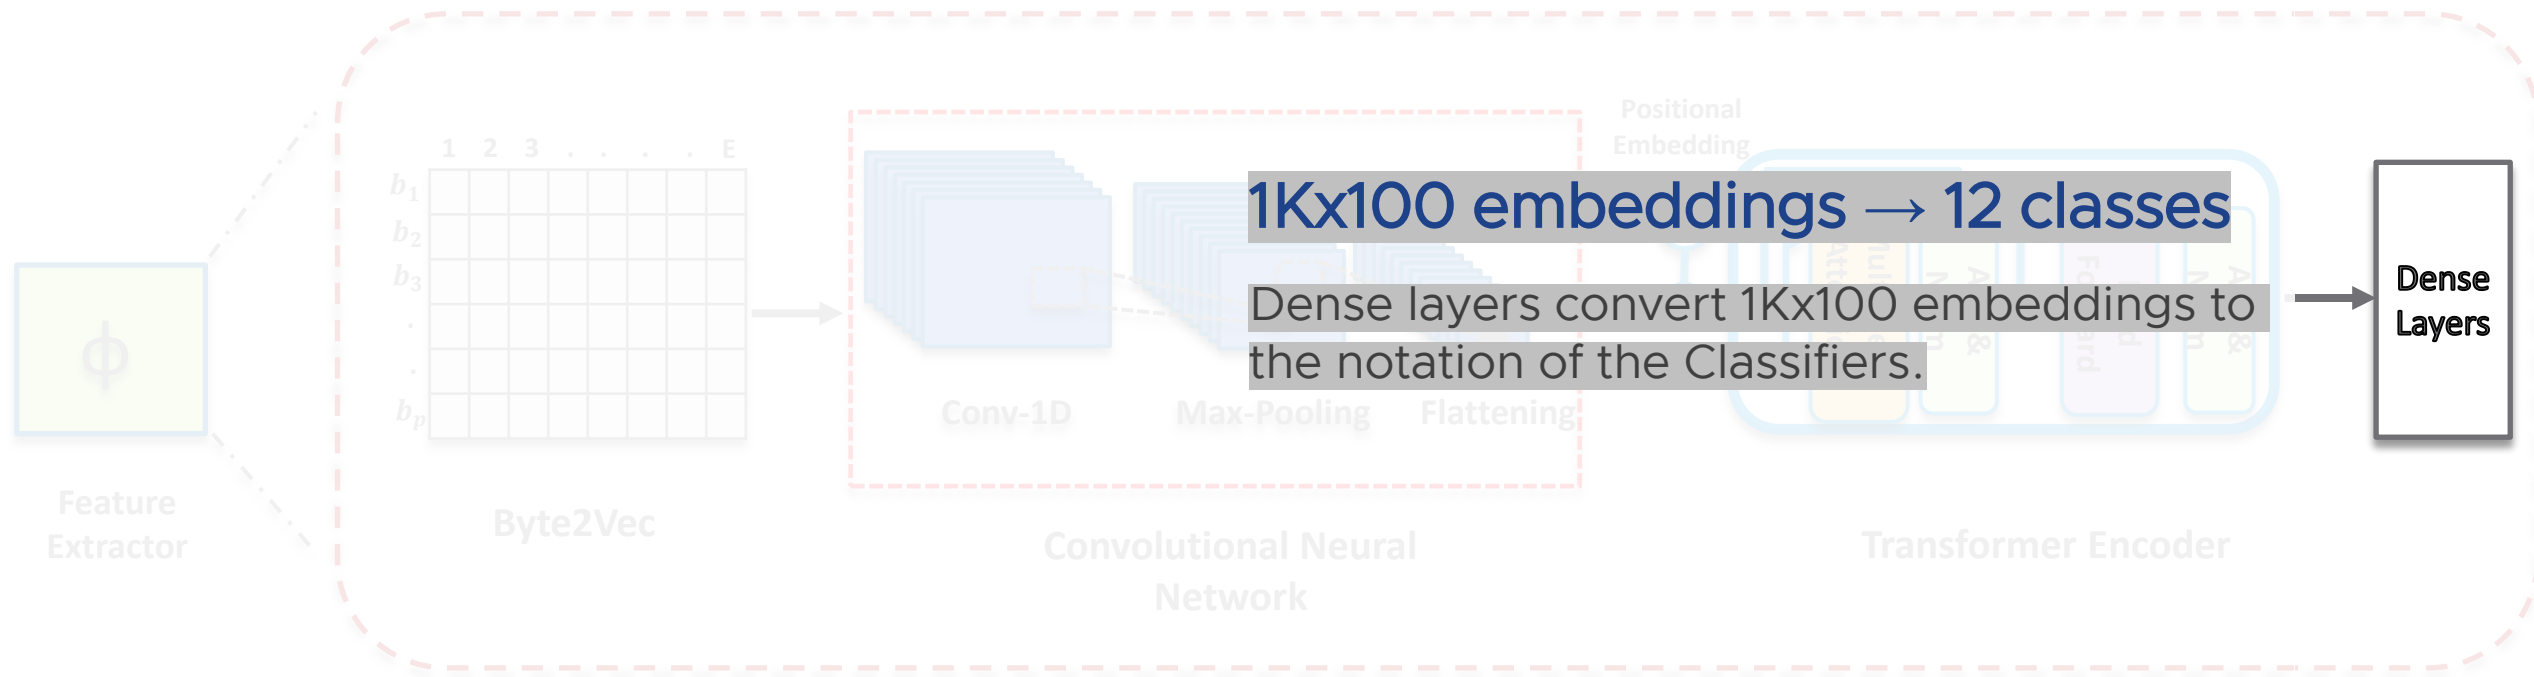 Positional
Embedding
1 2 3 . . . . E
b1
b2
b3
.
.
bp
ϕ
1Kx100 embeddings → 12 classes
Dense layers convert 1Kx100 embeddings to
the notation of the Classifiers.
Dense
Layers
Conv-1D
Max-Pooling
Flattening
Feature
Extractor
Byte2Vec
Convolutional Neural
Network
Transformer Encoder